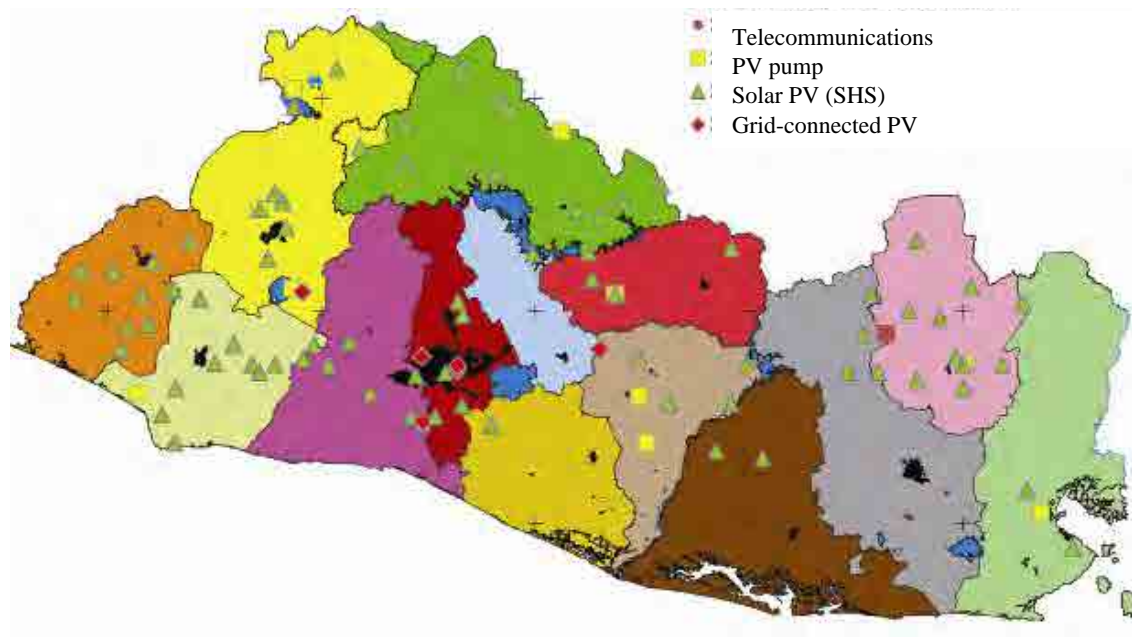 Telecommunications
PV pump
Solar PV (SHS)
Grid-connected PV